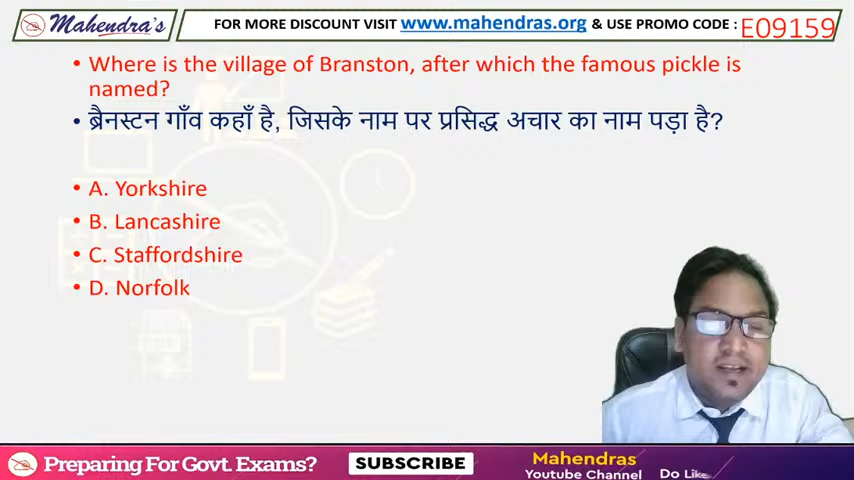 Mahendra's
FOR MORE DISCOUNT VISIT www.mahendras.org & USE PROMO CODE : E09159
• Where is the village of Branston, after which the famous pickle is
named?
• ब्रैनस्टन गाँव कहाँ है, जिसके नाम पर प्रसिद्ध अचार का नाम पड़ा है?
• A. Yorkshire
• B. Lancashire
• C. Staffordshire
• D. Norfolk
Preparing For Govt. Exams?
SUBSCRIBE
Mahendras
Youtube Channel
Do Like